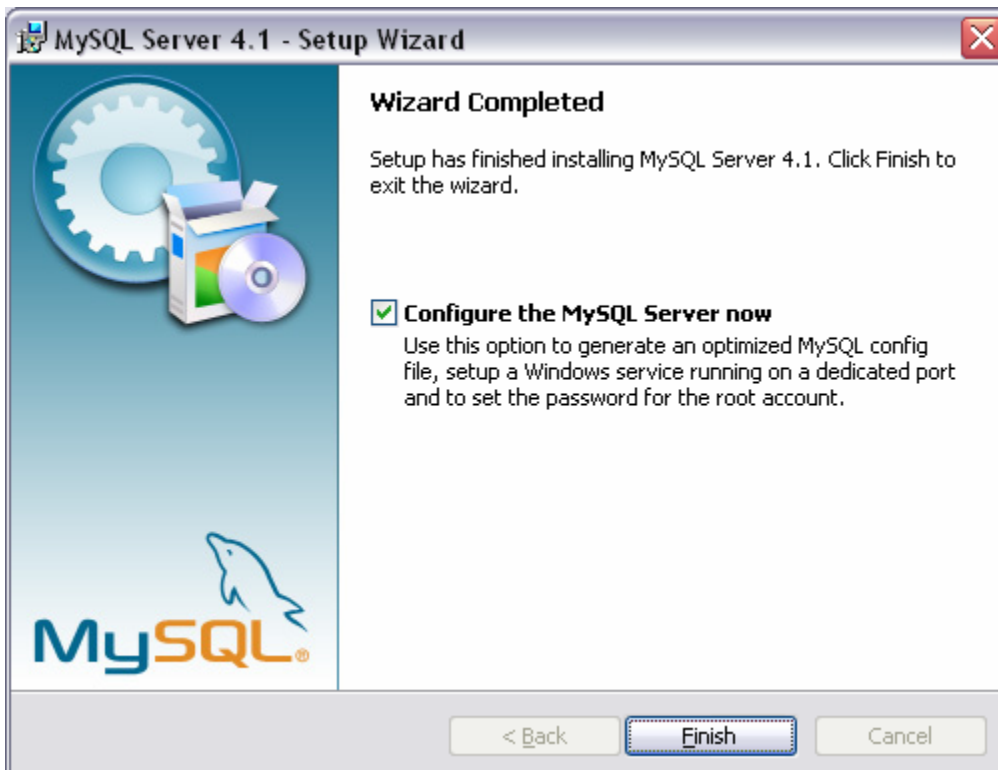 MySQL Server 4.1 - Setup Wizard
Wizard Completed
Setup has finished installing MySQL Server 4.1. Click Finish to
exit the wizard.
Configure the MySQL Server now
Use this option to generate an optimized MySQL config
file, setup a Windows service running on a dedicated port
and to set the password for the root account.
MySQL®
< Back
Finish
Cancel